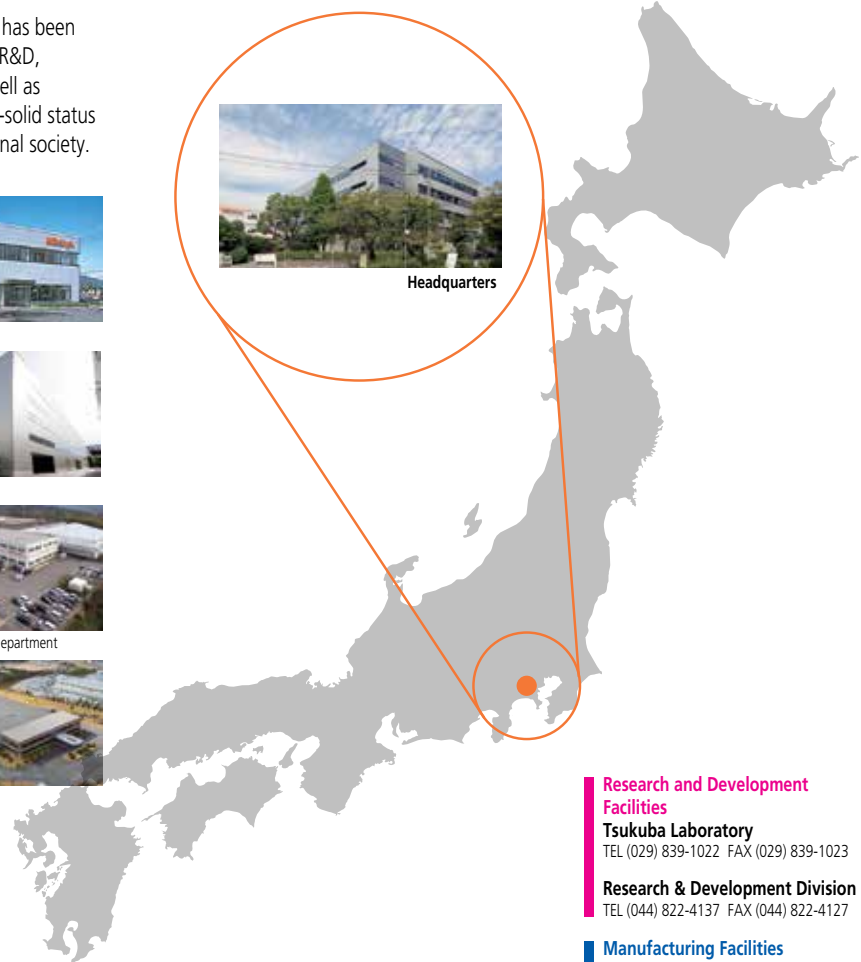 has been
R&D,
ell as
-solid status
nal society.
Headquarters
epartment
Research and Development
Facilities
Tsukuba Laboratory
TEL (029) 839-1022 FAX (029) 839-1023
Research & Development Division
TEL (044) 822-4137 FAX (044) 822-4127
Manufacturing Facilities